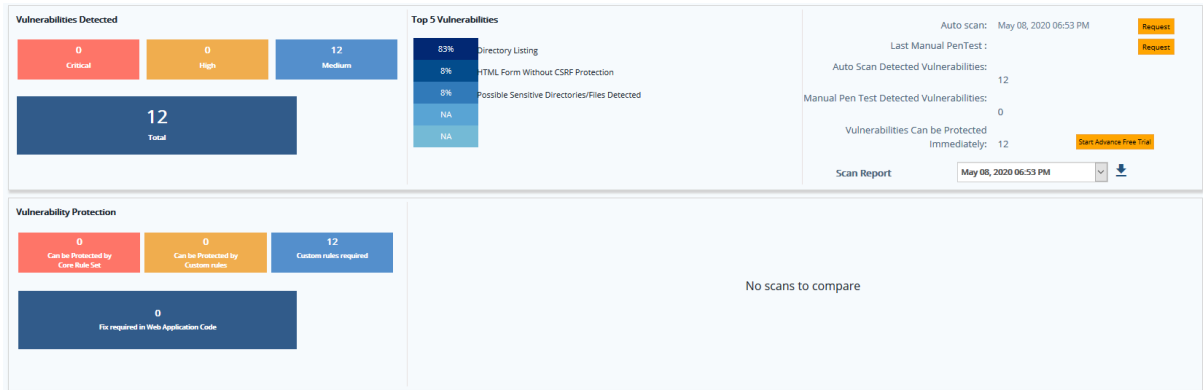 Vulnerabilities Detected
0
Critical
0
High
12
Medium
12
Total
Top 5 Vulnerabilities
83% Directory Listing
8% HTML Form Without CSRF Protection
8% Possible Sensitive Directories/Files Detected
NA
NA
Auto scan: May 08, 2020 06:53 PM Request
Last Manual PenTest : Request
Auto Scan Detected Vulnerabilities:
12
Manual Pen Test Detected Vulnerabilities:
0
Vulnerabilities Can be Protected
Immediately: 12 Start Advance Free Trial
Scan Report May 08, 2020 06:53 PM
Vulnerability Protection
0
Can be Protected by
Core Rule Set
0
Can be Protected by
Custom rules
12
Custom rules required
0
Fix required in Web Application Code
No scans to compare